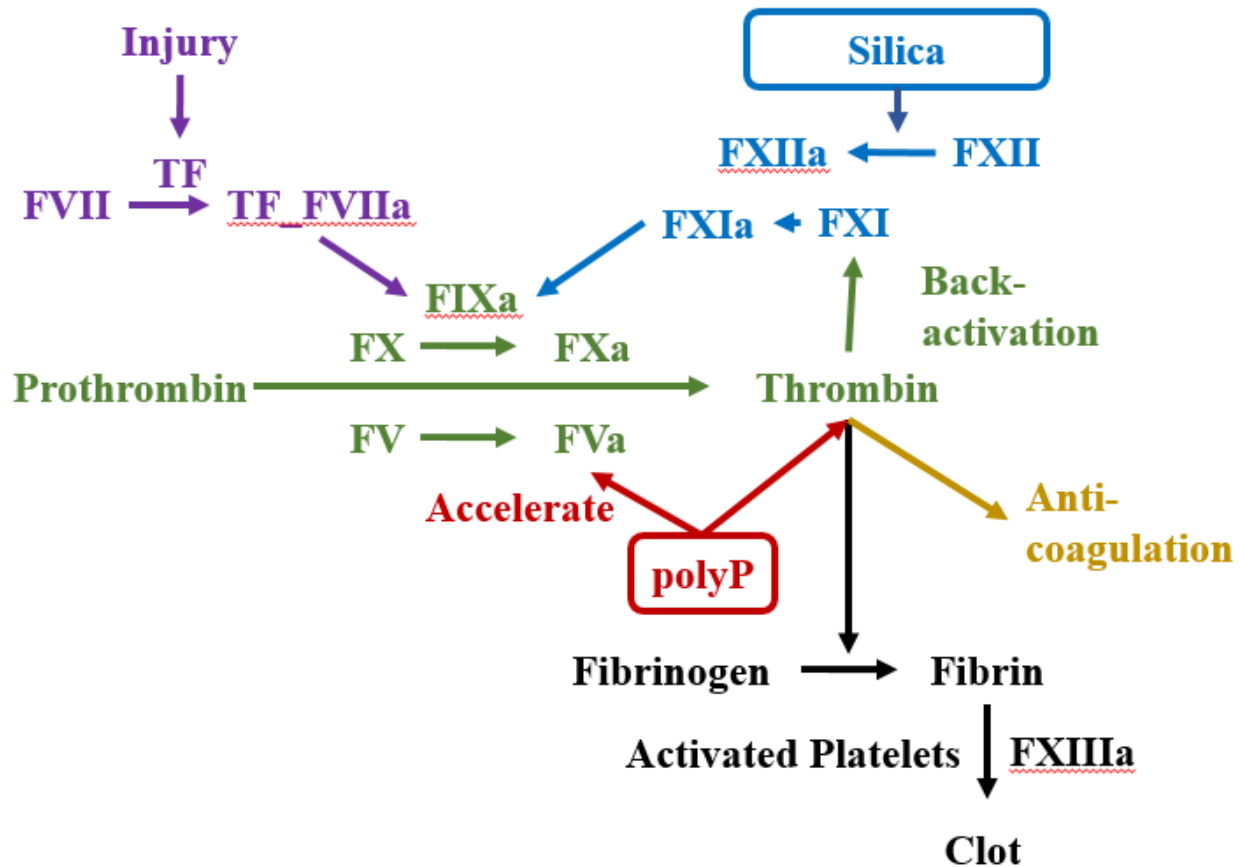 Injury
Silica
TF
FXIIa
FXII
FVII
TF_FVIIa
FXIa
FXI
FIXa
Back-
activation
FX
FXa
Prothrombin
Thrombin
FV
FVa
Accelerate
Anti-
coagulation
polyP
Fibrinogen
Fibrin
Activated Platelets
FXIIIa
Clot